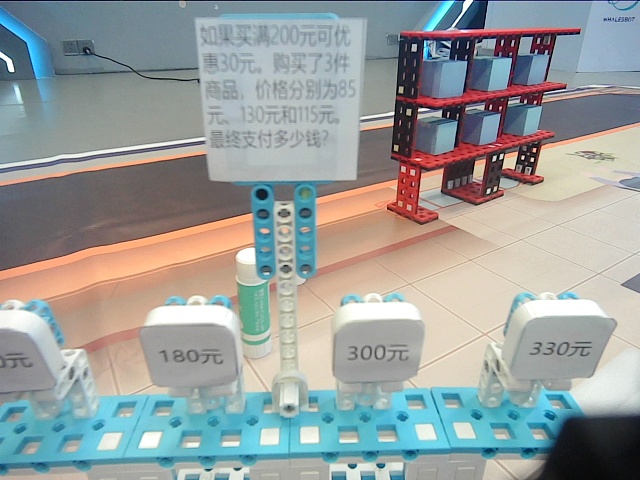 WHALESBOT
如果买满200元可优
惠30元。购买了3件
商品，价格分别为85
元、130元和115元。
最终支付多少钱?
0元
180元
300元
330元